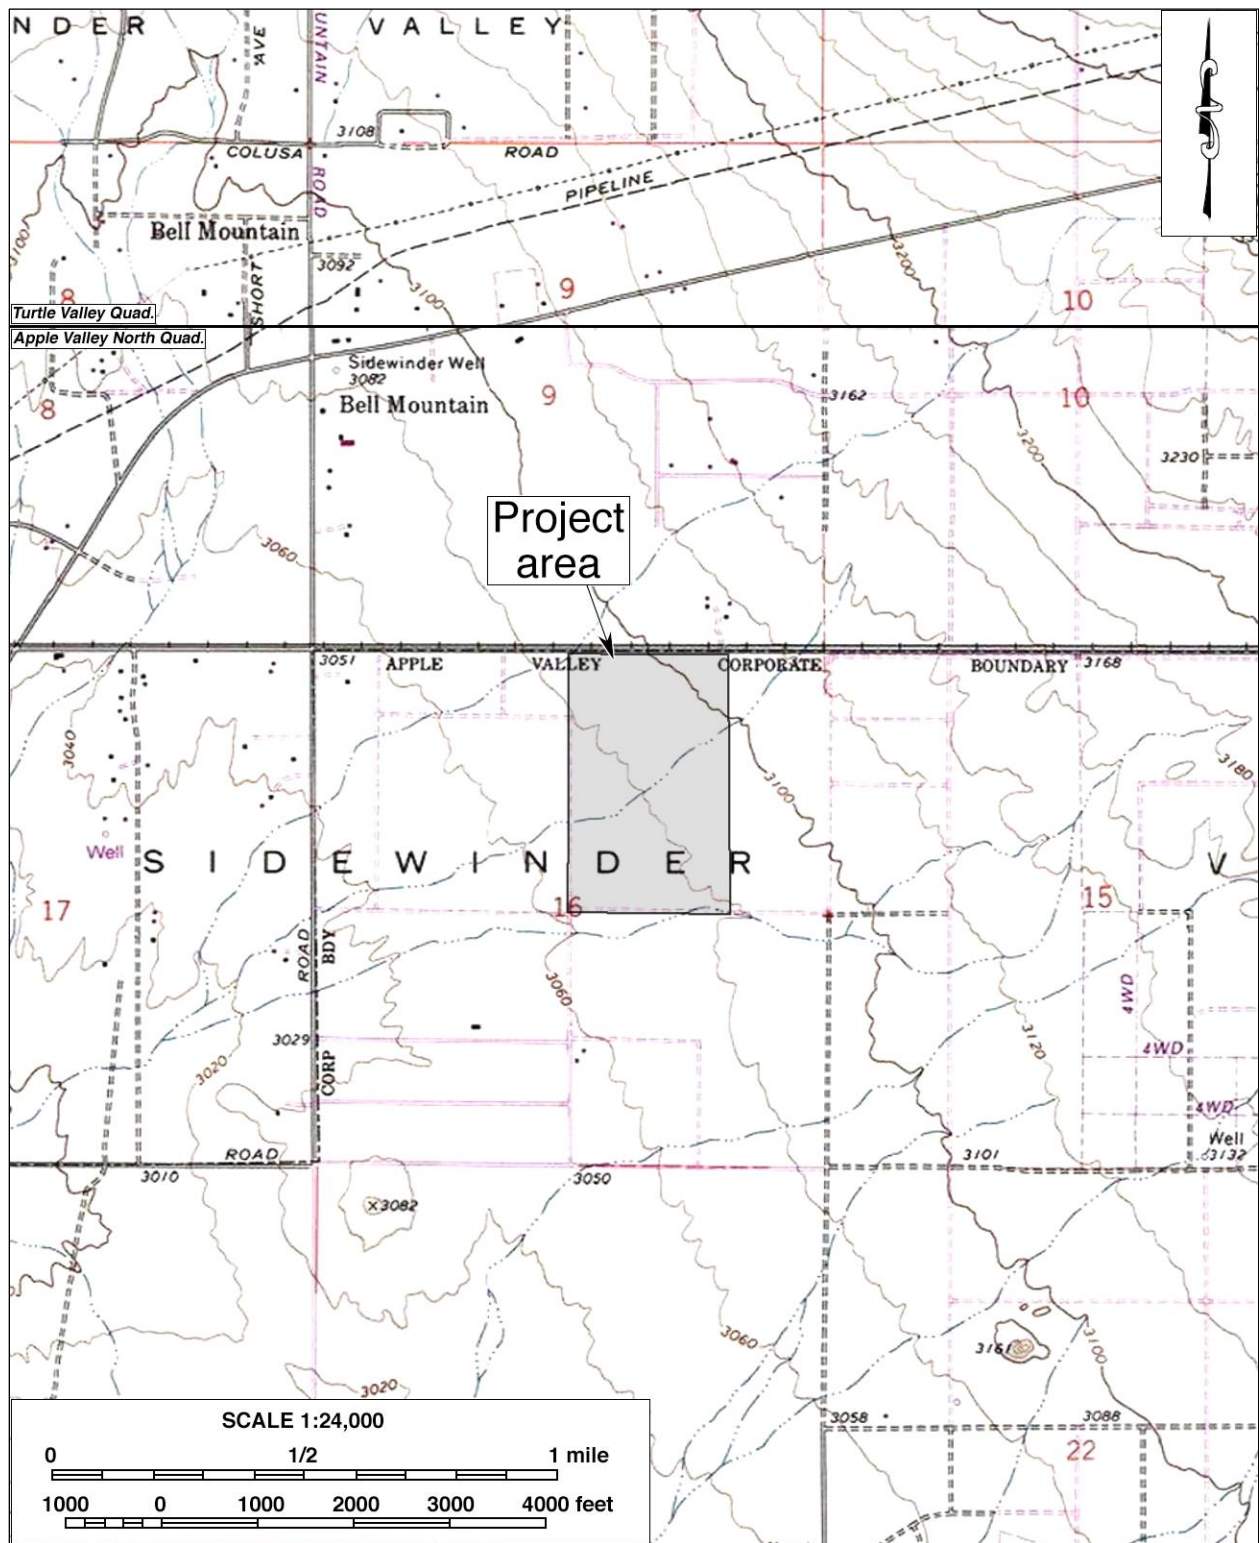 NDER VALLEY
AVE
UNTAIN
3108
COLUSA
ROAD
ROAD
PIPELINE
Bell Mountain
3100
3092
SHORT
3100
3200
8
9
10
Turtle Valley Quad.
Apple Valley North Quad.
Sidewinder Well
3082
8
Bell Mountain
9
3162
10
3200
3230
Project
area
3060
3051
APPLE
VALLEY
CORPORATE
BOUNDARY
3168
3040
3100
3180
Well
SIDEWINDER
V
17
16
15
ROAD
BDY
3060
4WD
3029
3020
CORP
3120
4WD
4WD
Well
3132
ROAD
3101
3010
3050
3082
3060
3161
3100
3020
3058
3088
22
SCALE 1:24,000
0 1/2 1 mile
1000 0 1000 2000 3000 4000 feet